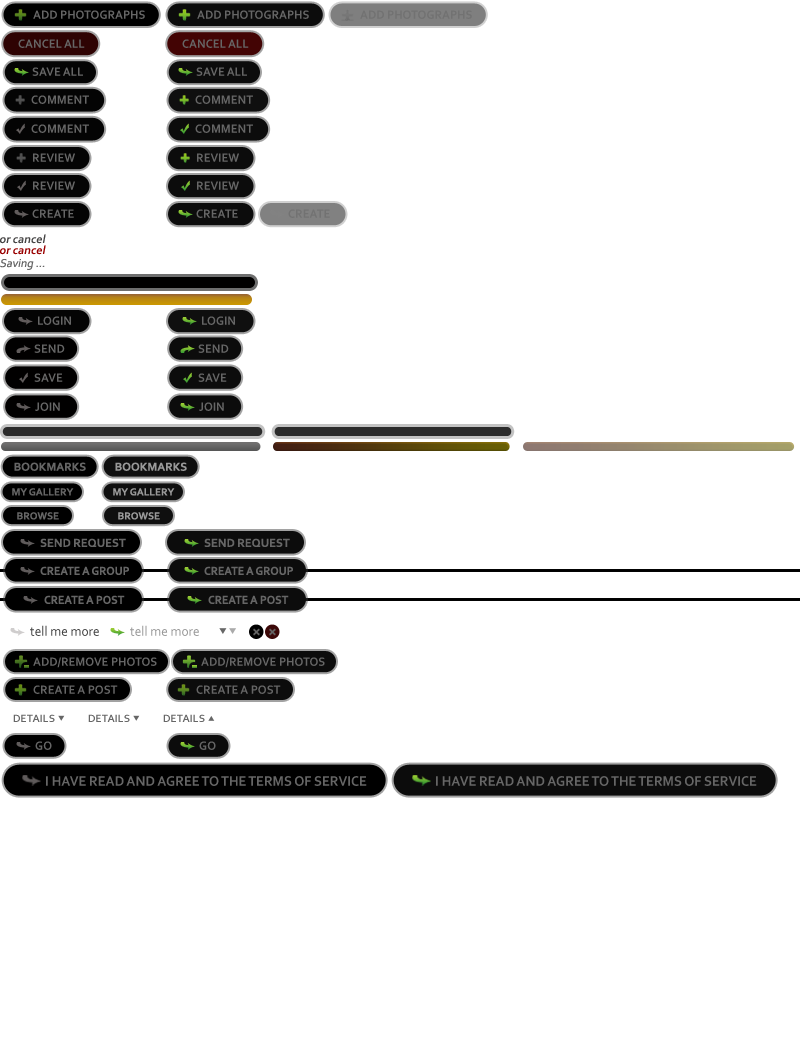 ADD PHOTOGRAPHS ADD PHOTOGRAPHS ADD PHOTOGRAPHS
CANCEL ALL CANCEL ALL
SAVE ALL SAVE ALL
COMMENT COMMENT
COMMENT COMMENT
REVIEW REVIEW
REVIEW REVIEW
CREATE CREATE CREATE
or cancel
or cancel
Saving ...
LOGIN LOGIN
SEND SEND
SAVE SAVE
JOIN JOIN
BOOKMARKS BOOKMARKS
MY GALLERY MY GALLERY
BROWSE BROWSE
SEND REQUEST SEND REQUEST
CREATE A GROUP CREATE A GROUP
CREATE A POST CREATE A POST
tell me more tell me more
ADD/REMOVE PHOTOS ADD/REMOVE PHOTOS
CREATE A POST CREATE A POST
DETAILS DETAILS DETAILS
GO GO
I HAVE READ AND AGREE TO THE TERMS OF SERVICE I HAVE READ AND AGREE TO THE TERMS OF SERVICE